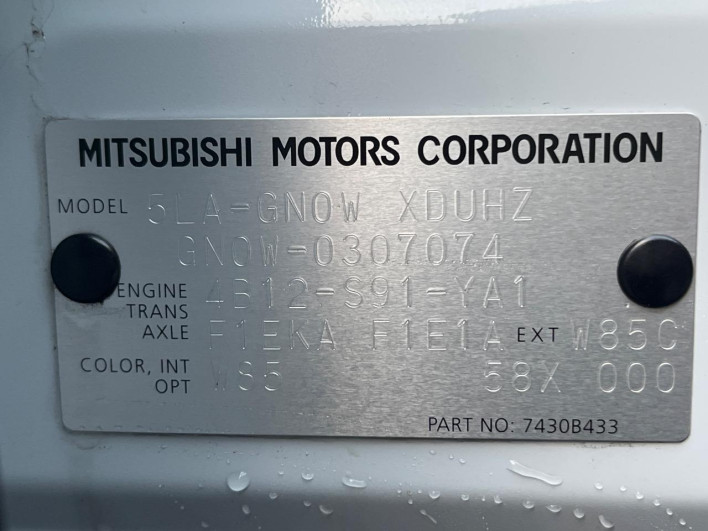 MITSUBISHI MOTORS CORPORATION
MODEL 5LA-GN0W XDUHZ
GN0W-0307074
ENGINE 4B12-S91-YA1
TRANS
AXLE F1EKA F1E1A EXT W85C
COLOR, INT WS5 58X 000
OPT
PART NO: 7430B433